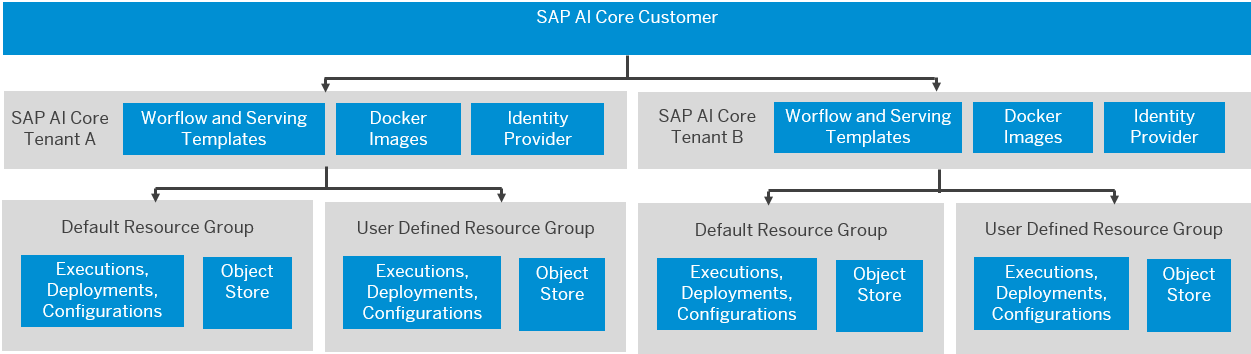 SAP AI Core Customer
SAP AI Core
Tenant A
Worflow and Serving
Templates
Docker
Images
Identity
Provider
SAP AI Core
Tenant B
Worflow and Serving
Templates
Docker
Images
Identity
Provider
Default Resource Group
Executions,
Deployments,
Configurations
Object
Store
User Defined Resource Group
Executions,
Deployments,
Configurations
Object
Store
Default Resource Group
Executions,
Deployments,
Configurations
Object
Store
User Defined Resource Group
Executions,
Deployments,
Configurations
Object
Store